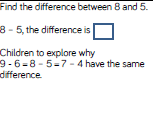 Find the difference between 8 and 5.
8 - 5, the difference is
Children to explore why
9 - 6 = 8 - 5 = 7 - 4 have the same
difference.